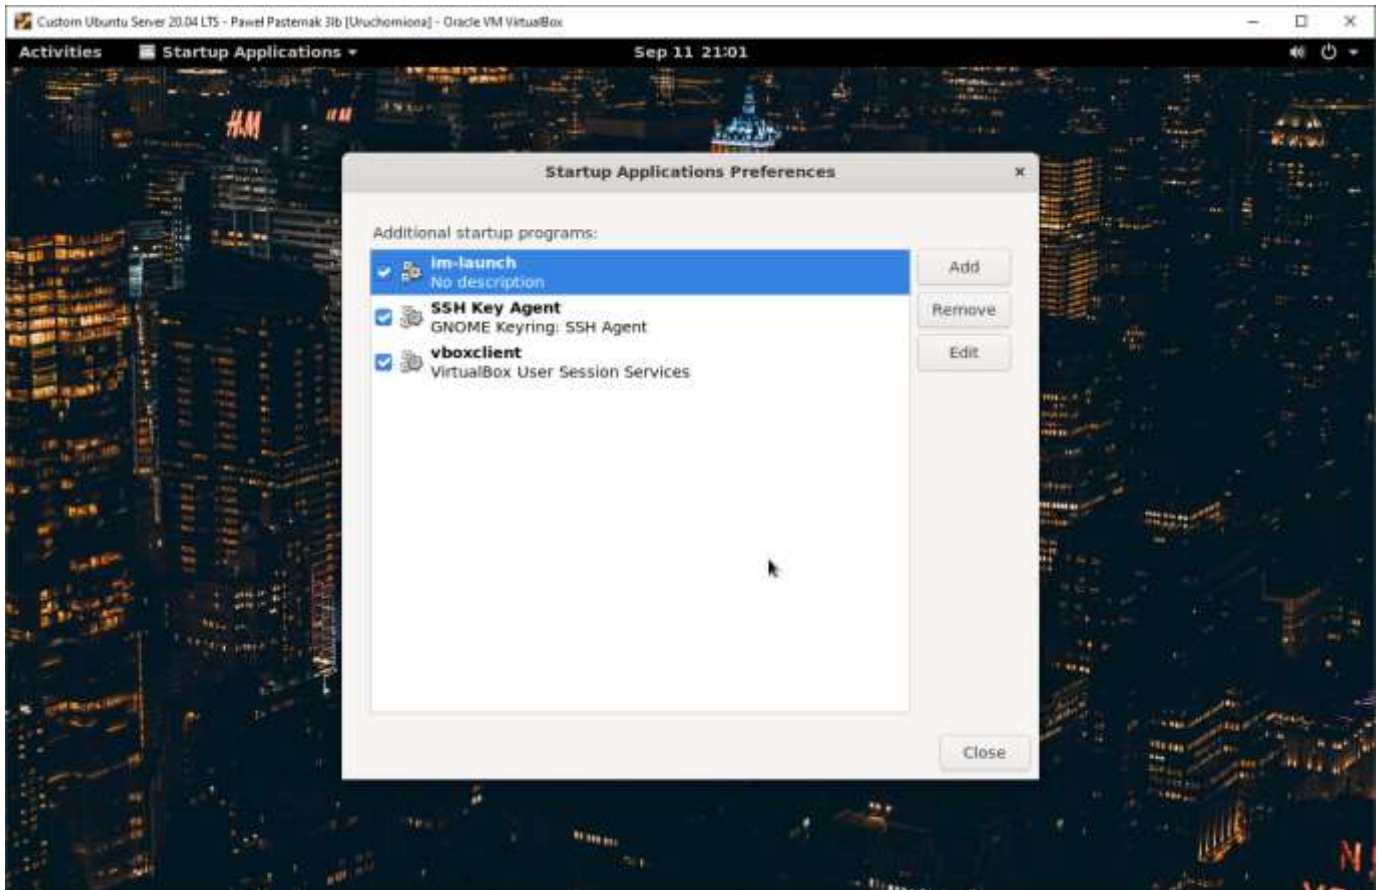 Custom Ubuntu Server 20.04 LTS - Paweł Pasternak 3ib [Uruchomiona] - Oracle VM VirtualBox
Activities Startup Applications Sep 11 21:01
H&M
H&M
Startup Applications Preferences
Additional startup programs:
im-launch
No description
Add
SSH Key Agent
GNOME Keyring: SSH Agent
Remove
vboxclient
VirtualBox User Session Services
Edit
Close